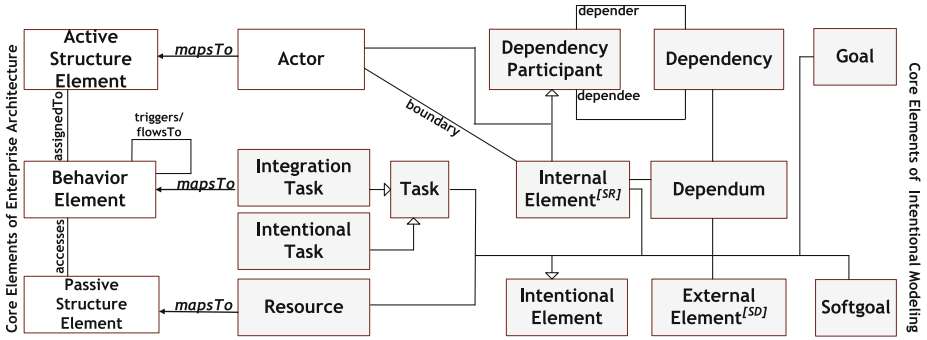 Core Elements of Enterprise Architecture
Active
Structure
Element
mapsTo
Actor
depender
Dependency
Participant
Dependency
Goal
dependee
boundary
assignedTo
triggers/
flowsTo
Behavior
Element
mapsTo
Integration
Task
Task
Intentional
Task
Internal
Element[SR]
Dependum
accesses
Passive
Structure
Element
mapsTo
Resource
Intentional
Element
External
Element[SD]
Softgoal
Core Elements of Intentional Modeling